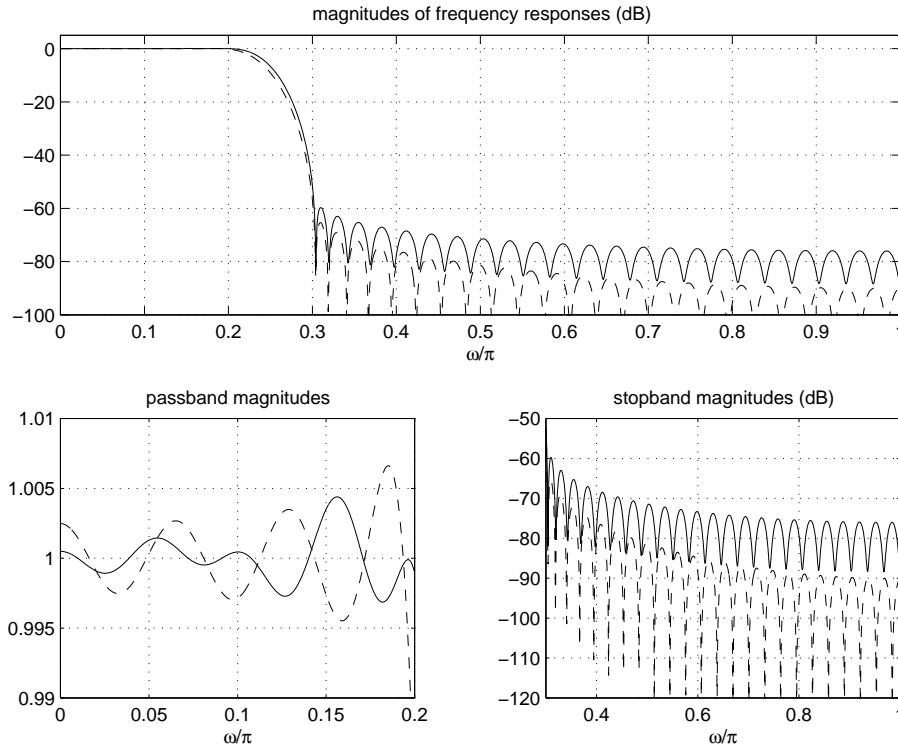 magnitudes of frequency responses (dB)
0
−20
−40
−60
−80
−100
0 0.1 0.2 0.3 0.4 0.5 0.6 0.7 0.8 0.9 1
ω/π
passband magnitudes
1.01
1.005
1
0.995
0.99
0 0.05 0.1 0.15 0.2
ω/π
stopband magnitudes (dB)
−50
−60
−70
−80
−90
−100
−110
−120
0.4 0.6 0.8 1
ω/π